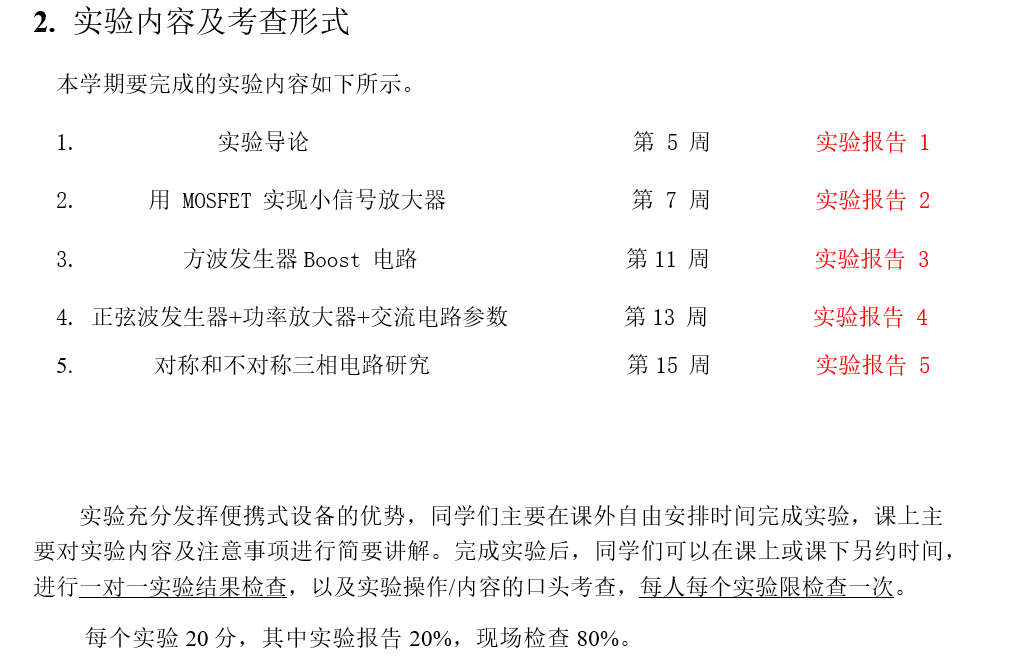 2. 实验内容及考查形式
本学期要完成的实验内容如下所示。
1. 实验导论 第 5 周 实验报告 1
2. 用 MOSFET 实现小信号放大器 第 7 周 实验报告 2
3. 方波发生器 Boost 电路 第 11 周 实验报告 3
4. 正弦波发生器+功率放大器+交流电路参数 第 13 周 实验报告 4
5. 对称和不对称三相电路研究 第 15 周 实验报告 5
实验充分发挥便携式设备的优势，同学们主要在课外自由安排时间完成实验，课上主
要对实验内容及注意事项进行简要讲解。完成实验后，同学们可以在课上或课下另约时间，
进行一对一实验结果检查，以及实验操作/内容的口头考查，每人每个实验限检查一次。
每个实验 20 分，其中实验报告 20%，现场检查 80%。